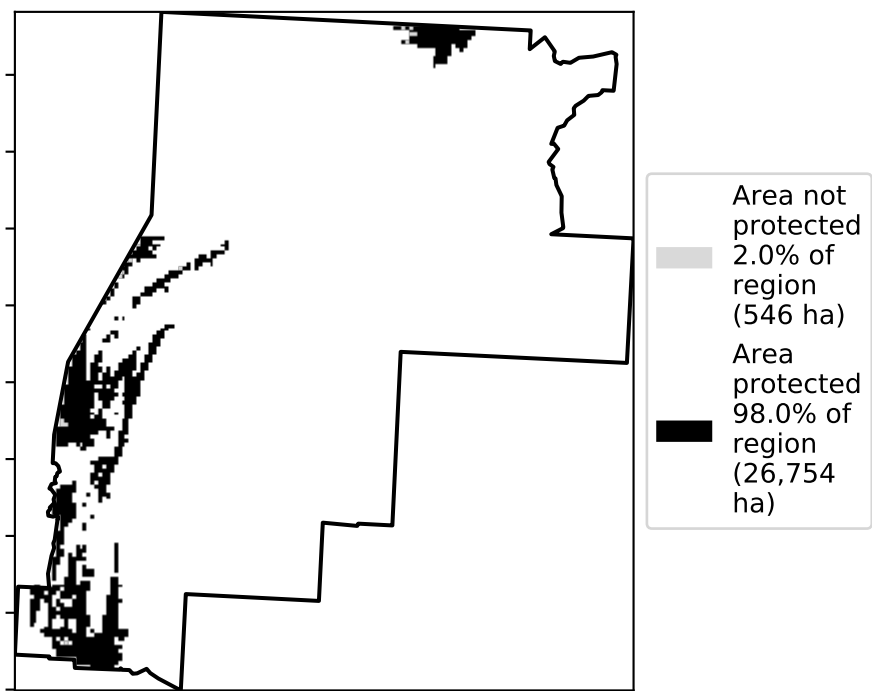 Area not
protected
2.0% of
region
(546 ha)
Area
protected
98.0% of
region
(26,754
ha)